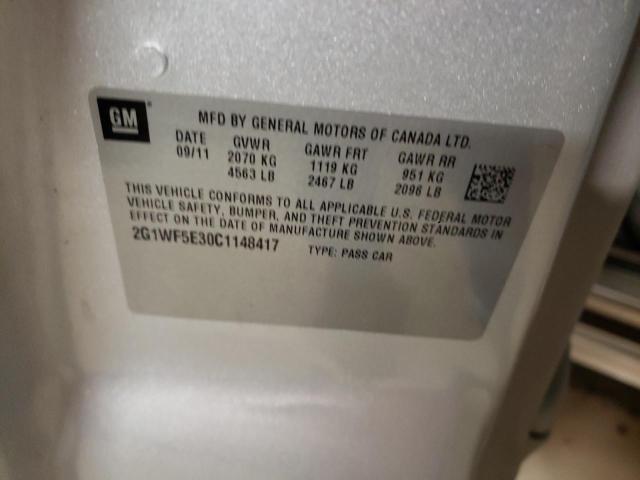 GM
MFD BY GENERAL MOTORS OF CANADA LTD.
DATE GVWR GAWR FRT GAWR RR
09/11 2070 KG 1119 KG 951 KG
4563 LB 2467 LB 2096 LB
THIS VEHICLE CONFORMS TO ALL APPLICABLE U.S. FEDERAL MOTOR
VEHICLE SAFETY, BUMPER, AND THEFT PREVENTION STANDARDS IN
EFFECT ON THE DATE OF MANUFACTURE SHOWN ABOVE.
2G1WF5E30C1148417 TYPE: PASS CAR